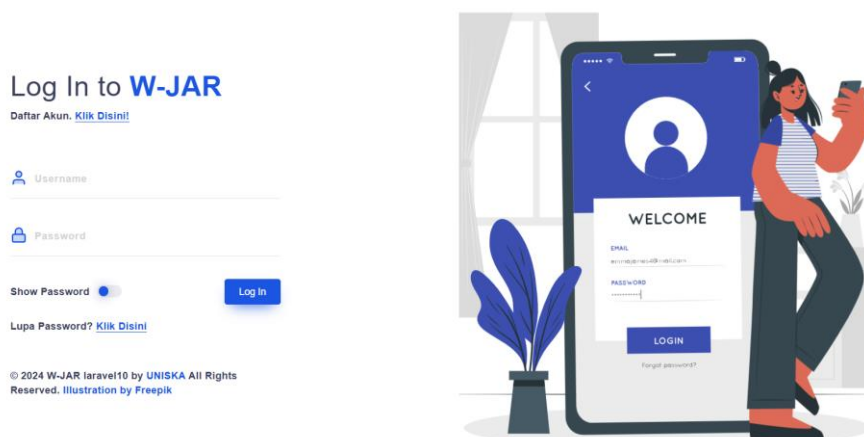 Log In to W-JAR
Daftar Akun. Klik Disini!
Username
Password
Show Password
Log In
Lupa Password? Klik Disini
© 2024 W-JAR laravel10 by UNISKA All Rights
Reserved. Illustration by Freepik
WELCOME
EMAIL
PASSWORD
LOGIN
Forgot password?